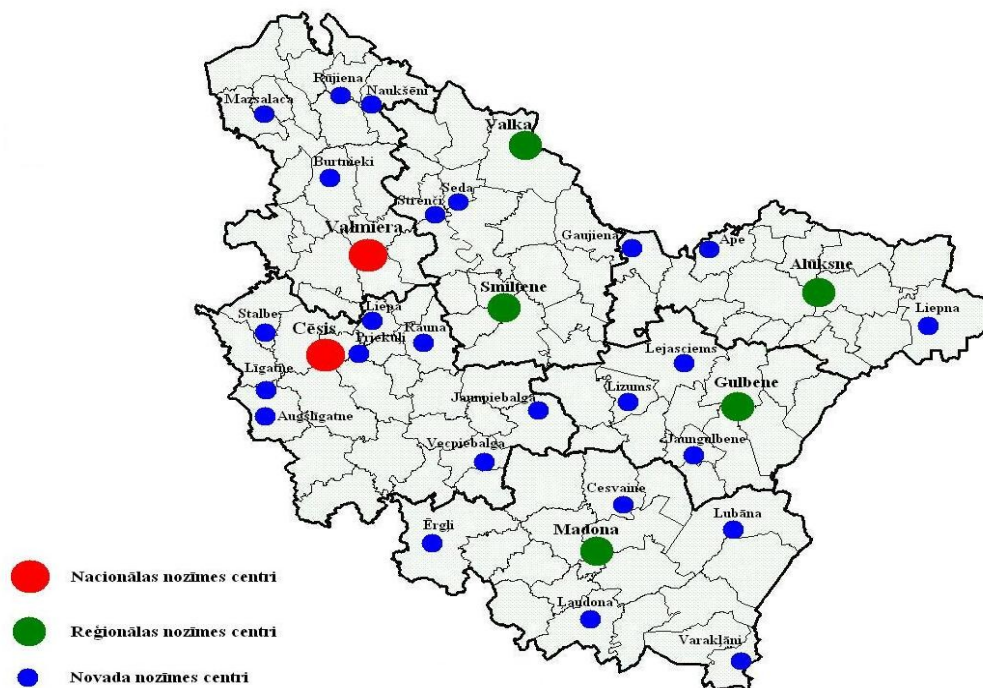 Rūjiena
Naukšēni
Mazsalaca
Valka
Burtnieki
Seda
Strenči
Valmiera
Gaujiena
Ape
Alūksne
Smiltene
Liepa
Liepna
Stalbe
Cēsis
Priekuļi
Rauna
Lejasciems
Līgatne
Lizums
Gulbene
Jaunpiebalga
Augšlīgatne
Jaungulbene
Vecpiebalga
Cesvaine
Lubāna
Ērgļi
Madona
Nacionālas nozīmes centri
Ļaudona
Reģionālas nozīmes centri
Varakļāni
Novada nozīmes centri